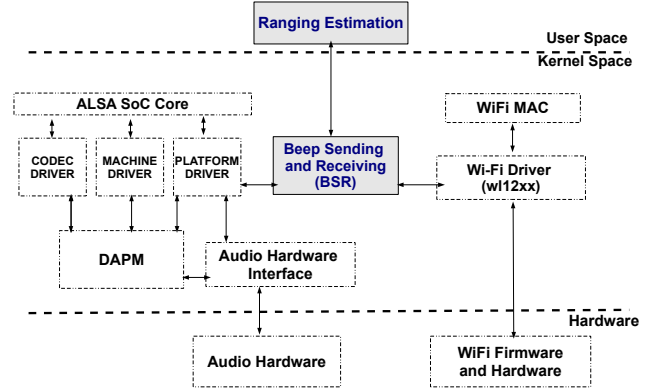 Ranging Estimation
User Space
Kernel Space
ALSA SoC Core
WiFi MAC
CODEC
DRIVER
MACHINE
DRIVER
PLATFORM
DRIVER
Beep Sending
and Receiving
(BSR)
Wi-Fi Driver
(wl12xx)
DAPM
Audio Hardware
Interface
Hardware
Audio Hardware
WiFi Firmware
and Hardware